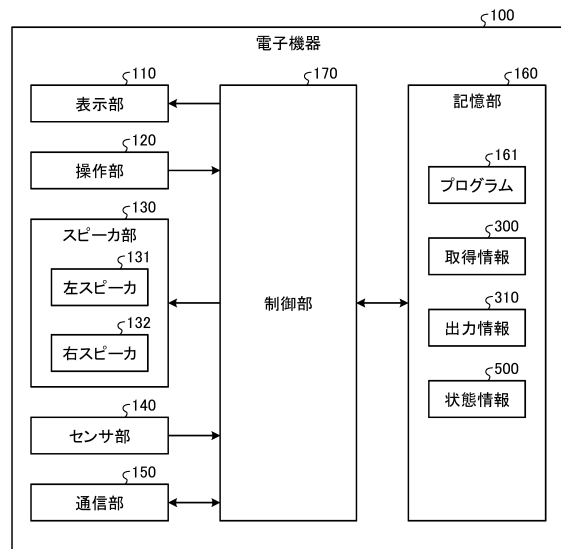 100
電子機器
110
表示部
120
操作部
130
スピーカ部
131
左スピーカ
132
右スピーカ
140
センサ部
150
通信部
170
制御部
160
記憶部
161
プログラム
300
取得情報
310
出力情報
500
状態情報